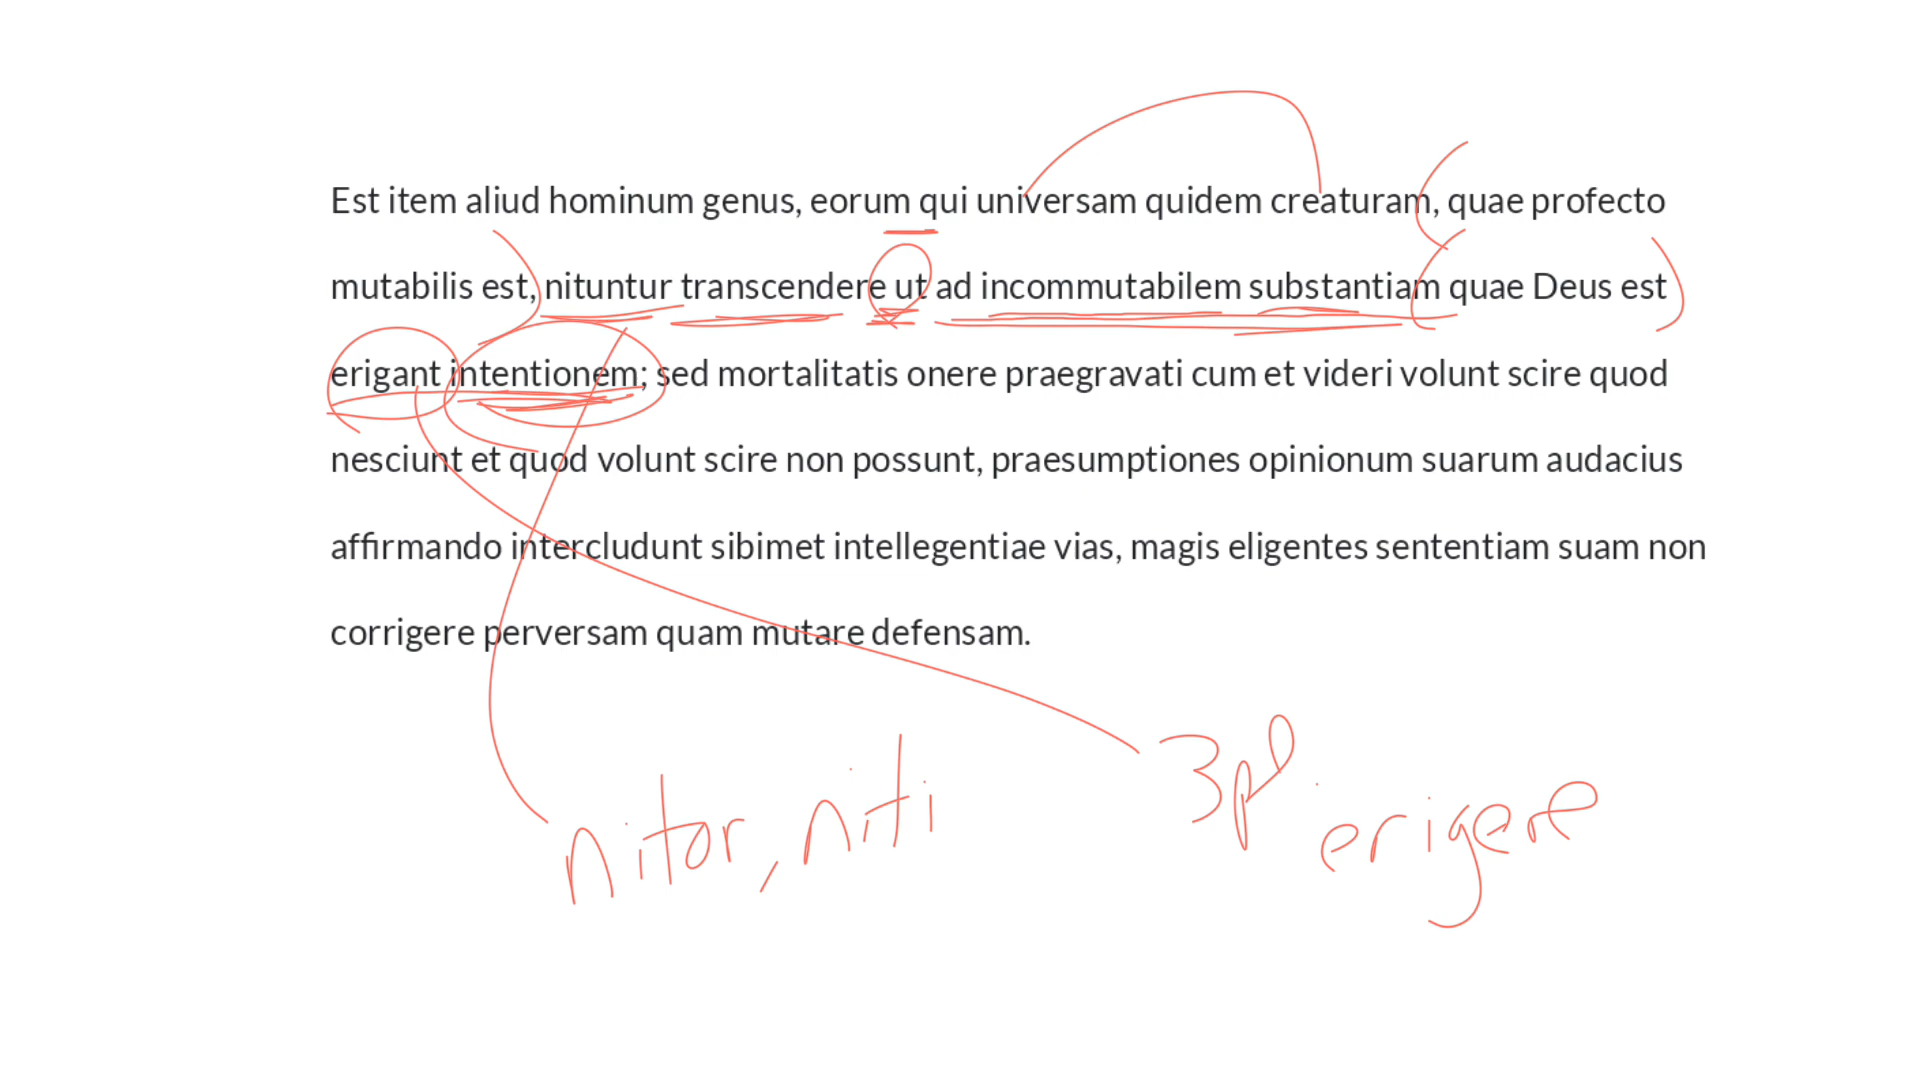 Est item aliud hominum genus, eorum qui universam quidem creaturam, quae profecto
mutabilis est, nituntur transcendere ut ad incommutabilem substantiam quae Deus est
erigant intentionem; sed mortalitatis onere praegravati cum et videri volunt scire quod
nesciunt et quod volunt scire non possunt, praesumptiones opinionum suarum audacius
affirmando intercludunt sibimet intellegentiae vias, magis eligentes sententiam suam non
corrigere perversam quam mutare defensam.
nitor, niti
3pl
erigere